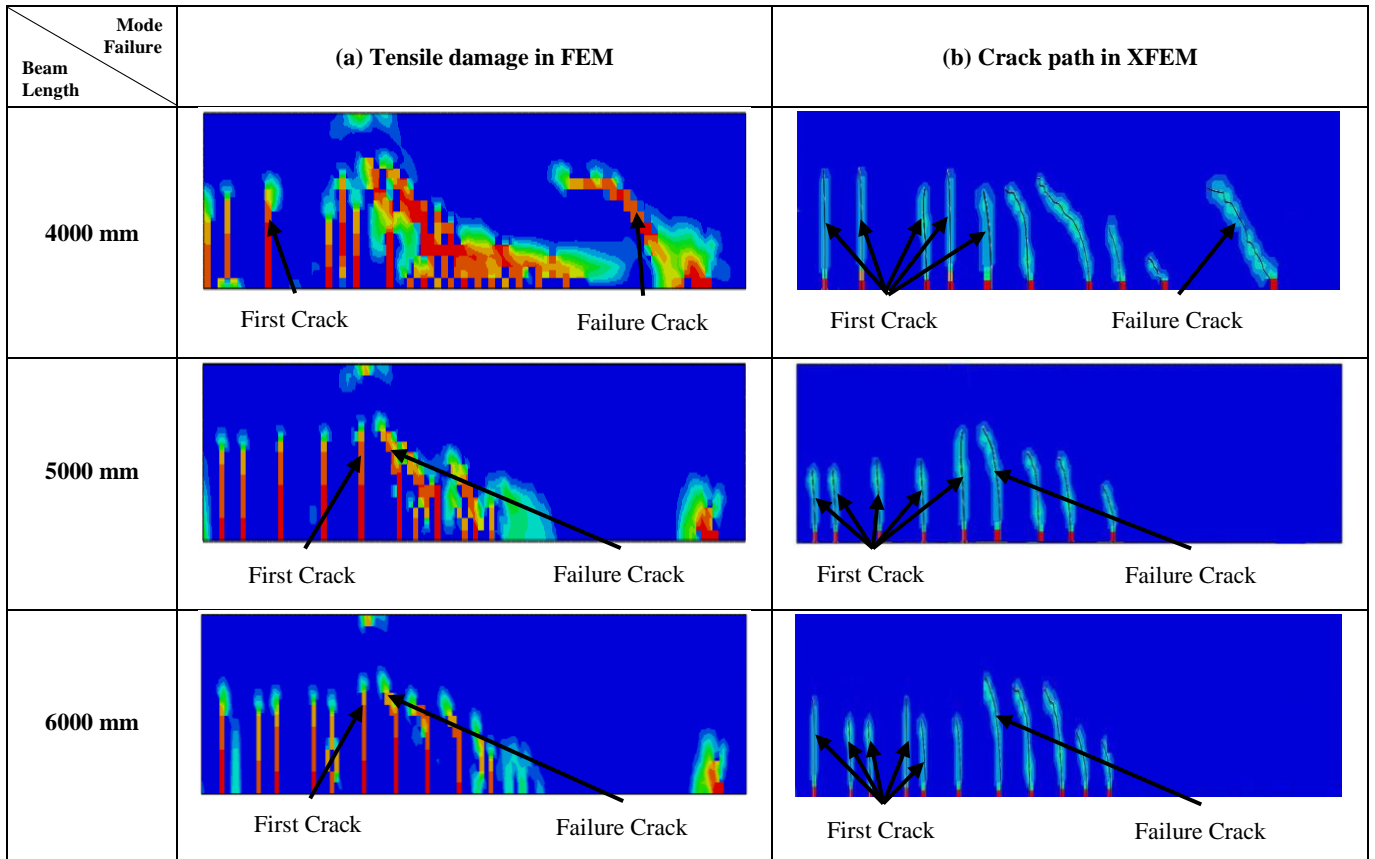 Mode
Failure
Beam
Length
(a) Tensile damage in FEM
(b) Crack path in XFEM
4000 mm
First Crack
Failure Crack
First Crack
Failure Crack
5000 mm
First Crack
Failure Crack
First Crack
Failure Crack
6000 mm
First Crack
Failure Crack
First Crack
Failure Crack